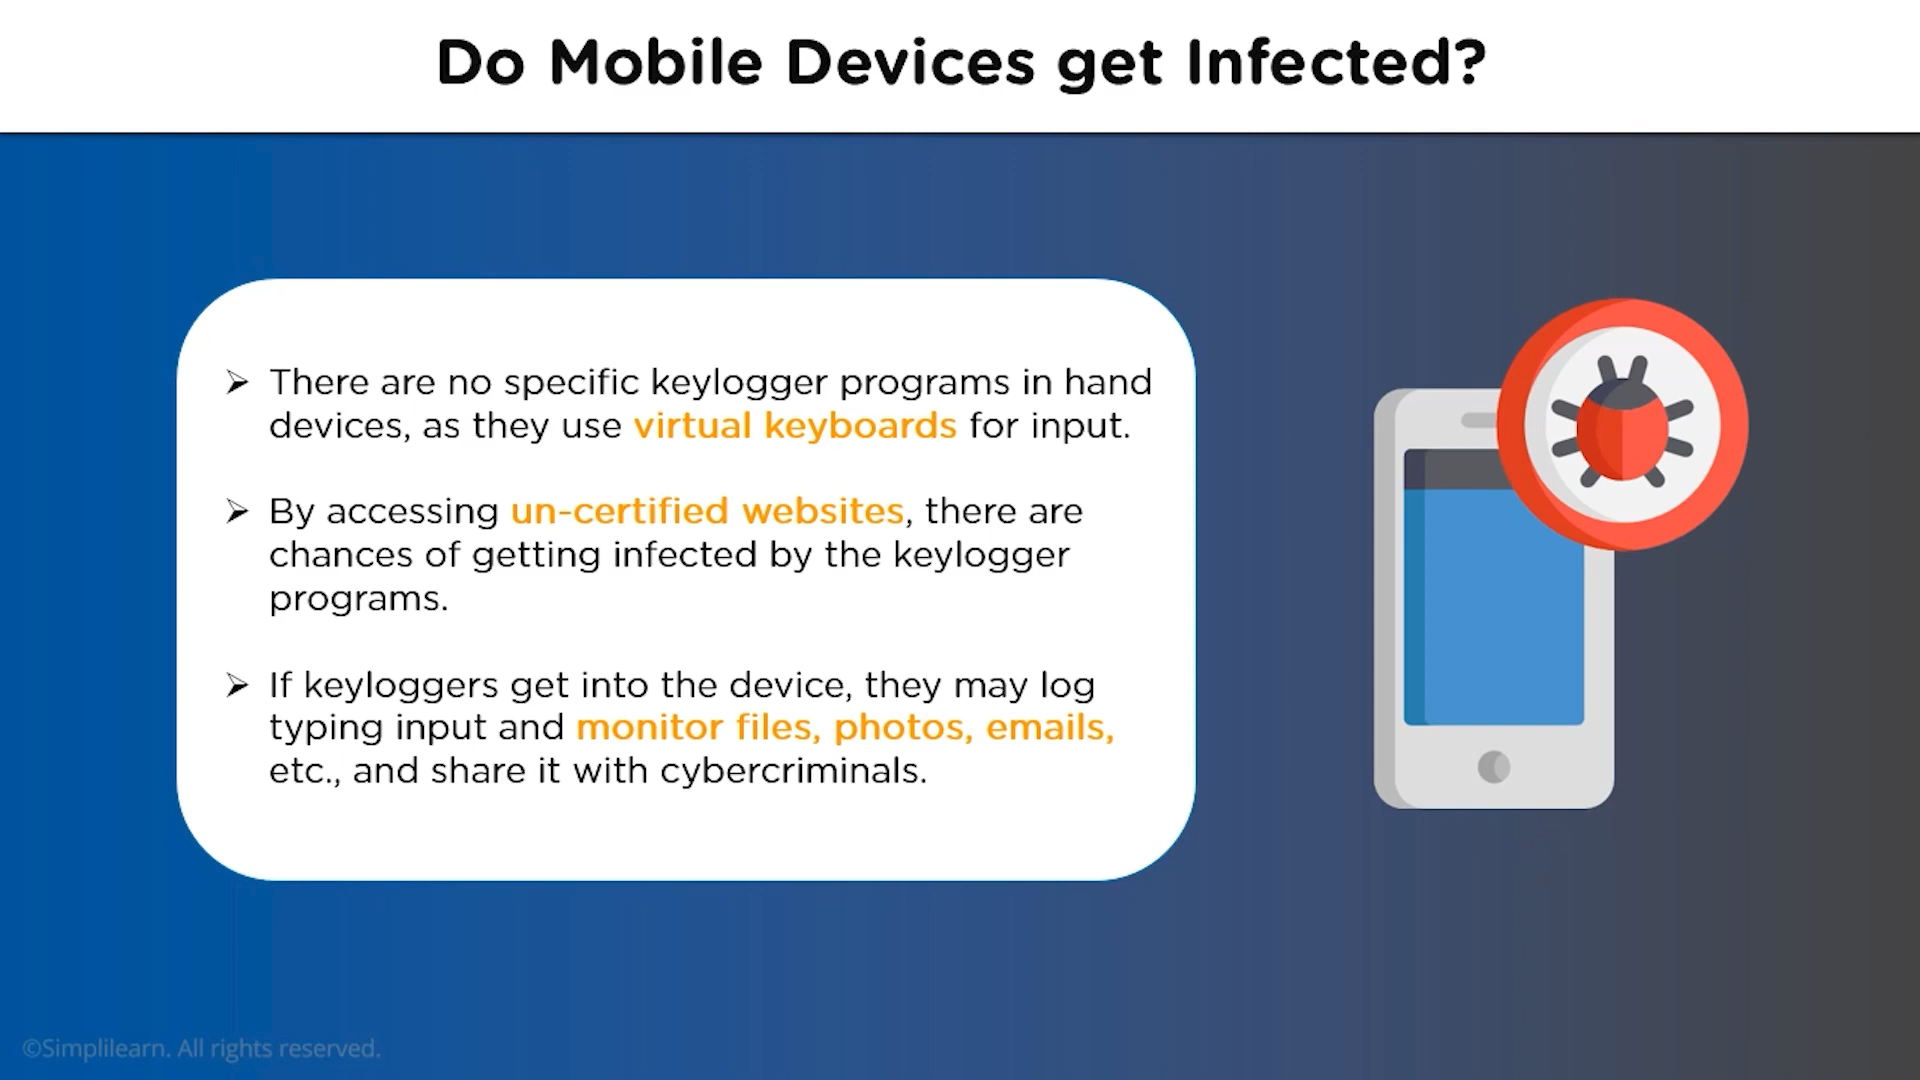 Do Mobile Devices get Infected?
➢ There are no specific keylogger programs in hand
devices, as they use virtual keyboards for input.
➢ By accessing un-certified websites, there are
chances of getting infected by the keylogger
programs.
➢ If keyloggers get into the device, they may log
typing input and monitor files, photos, emails,
etc., and share it with cybercriminals.
©Simplilearn. All rights reserved.